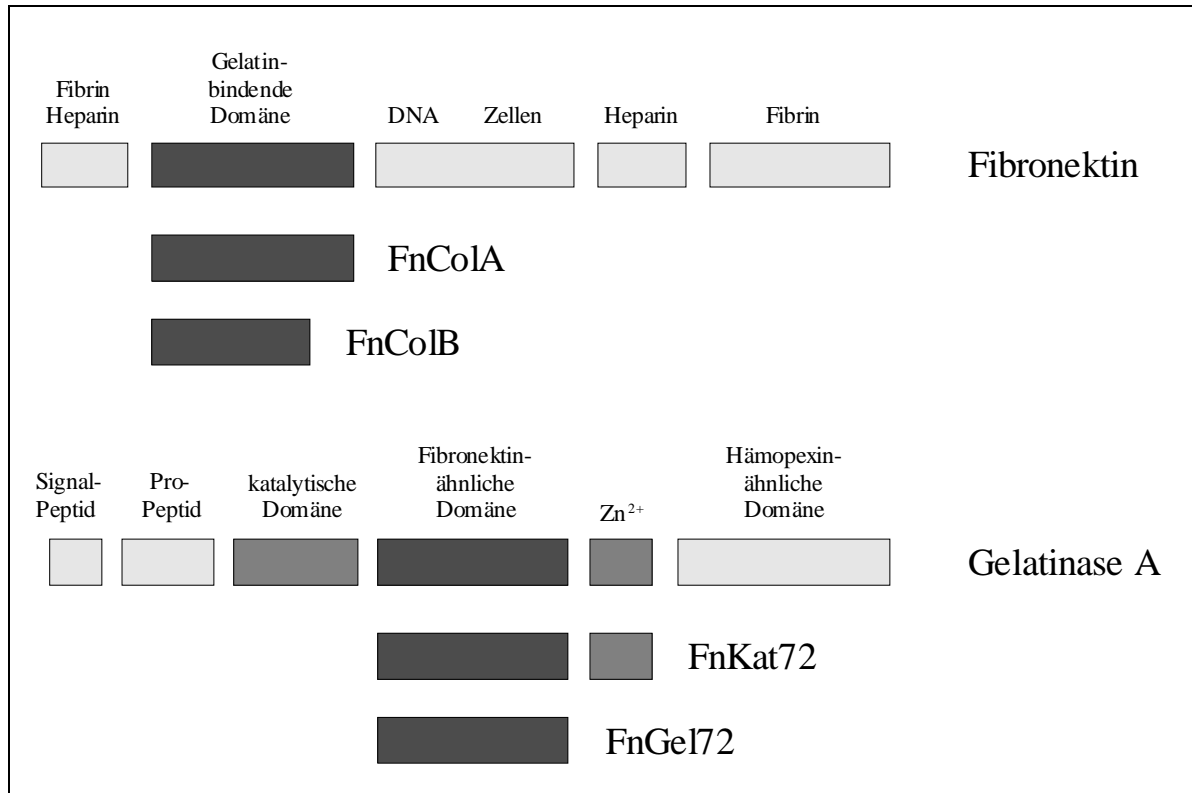 Fibrin
Heparin
Gelatin-
bindende
Domäne
DNA
Zellen
Heparin
Fibrin
Fibronektin
FnColA
FnColB
Signal-
Peptid
Pro-
Peptid
katalytische
Domäne
Fibronektin-
ähnliche
Domäne
Zn2+
Hämopexin-
ähnliche
Domäne
Gelatinase A
FnKat72
FnGel72